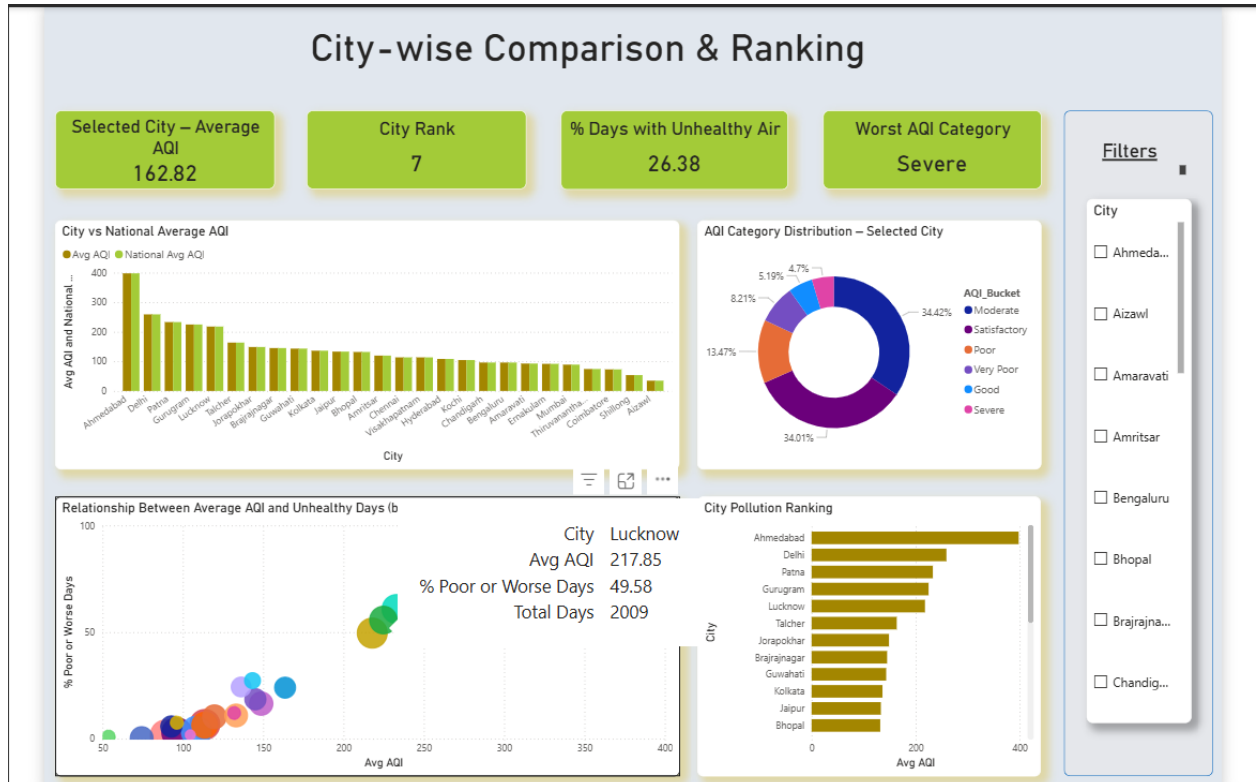 City-wise Comparison & Ranking
Selected City – Average
AQI
162.82
City Rank
7
% Days with Unhealthy Air
26.38
Worst AQI Category
Severe
Filters
City
Ahmeda...
Aizawl
Amaravati
Amritsar
Bengaluru
Bhopal
Brajrajna...
Chandig...
City vs National Average AQI
Avg AQI
National Avg AQI
Avg AQI and National ...
400
300
200
100
0
Ahmedabad
Delhi
Patna
Gurugram
Lucknow
Talcher
Jorapokhar
Brajrajnagar
Guwahati
Kolkata
Jaipur
Bhopal
Amritsar
Chennai
Visakhapatnam
Hyderabad
Kochi
Chandigarh
Bengaluru
Amaravati
Ernakulam
Mumbai
Thiruvanantha...
Coimbatore
Shillong
Aizawl
City
AQI Category Distribution – Selected City
4.7%
5.19%
8.21%
13.47%
34.01%
34.42%
AQI_Bucket
Moderate
Satisfactory
Poor
Very Poor
Good
Severe
Relationship Between Average AQI and Unhealthy Days (b
% Poor or Worse Days
100
50
0
50
100
150
200
250
300
350
400
Avg AQI
City Lucknow
Avg AQI 217.85
% Poor or Worse Days 49.58
Total Days 2009
City Pollution Ranking
City
Ahmedabad
Delhi
Patna
Gurugram
Lucknow
Talcher
Jorapokhar
Brajrajnagar
Guwahati
Kolkata
Jaipur
Bhopal
0
200
400
Avg AQI